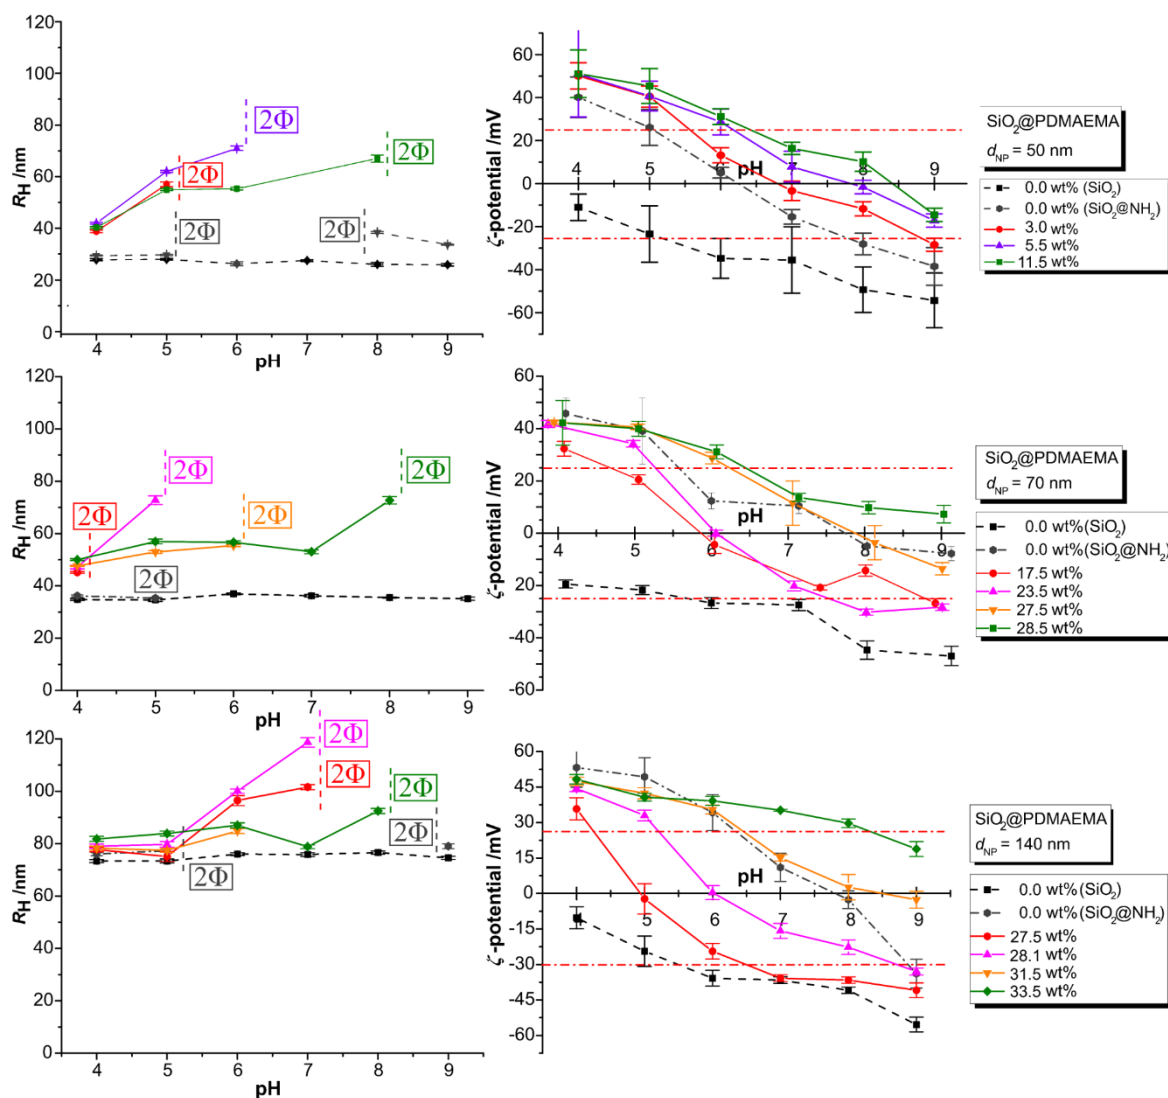 120
100
80
60
40
20
0
R_H /nm
2Φ
2Φ
2Φ
2Φ
2Φ
4 5 6 7 8 9
pH
60
40
20
0
-20
-40
-60
ζ-potential /mV
pH
4 5 6 7 8 9
SiO₂@PDMAEMA
d_NP = 50 nm
0.0 wt% (SiO₂)
0.0 wt% (SiO₂@NH₂)
3.0 wt%
5.5 wt%
11.5 wt%
120
100
80
60
40
20
0
R_H /nm
2Φ
2Φ
2Φ
2Φ
2Φ
4 5 6 7 8 9
pH
60
40
20
0
-20
-40
-60
ζ-potential /mV
pH
4 5 6 7 8 9
SiO₂@PDMAEMA
d_NP = 70 nm
0.0 wt%(SiO₂)
0.0 wt%(SiO₂@NH₂)
17.5 wt%
23.5 wt%
27.5 wt%
28.5 wt%
120
100
80
60
40
20
0
R_H /nm
2Φ
2Φ
2Φ
2Φ
2Φ
4 5 6 7 8 9
pH
60
45
30
15
0
-15
-30
-45
-60
ζ-potential /mV
pH
4 5 6 7 8 9
SiO₂@PDMAEMA
d_NP = 140 nm
0.0 wt%(SiO₂)
0.0 wt%(SiO₂@NH₂)
27.5 wt%
28.1 wt%
31.5 wt%
33.5 wt%